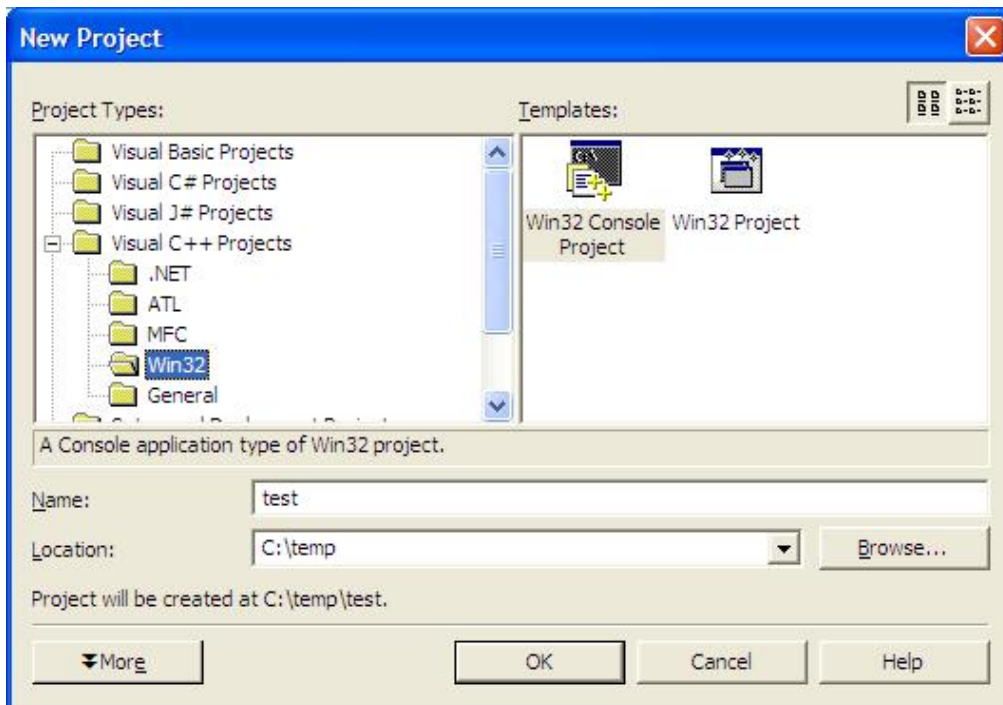 New Project
Project Types:
Templates:
Visual Basic Projects
Visual C# Projects
Visual J# Projects
Visual C++ Projects
.NET
ATL
MFC
Win32
General
Win32 Console
Project
Win32 Project
A Console application type of Win32 project.
Name:
test
Location:
C:\temp
Browse...
Project will be created at C:\temp\test.
More
OK
Cancel
Help